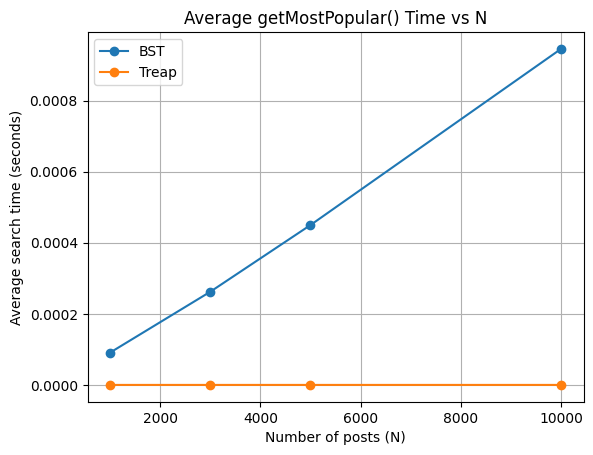 Average getMostPopular() Time vs N
BST
Treap
Average search time (seconds)
0.0008
0.0006
0.0004
0.0002
0.0000
2000 4000 6000 8000 10000
Number of posts (N)